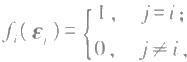 f_i(ε_j) = { 1, j = i;
0, j ≠ i,